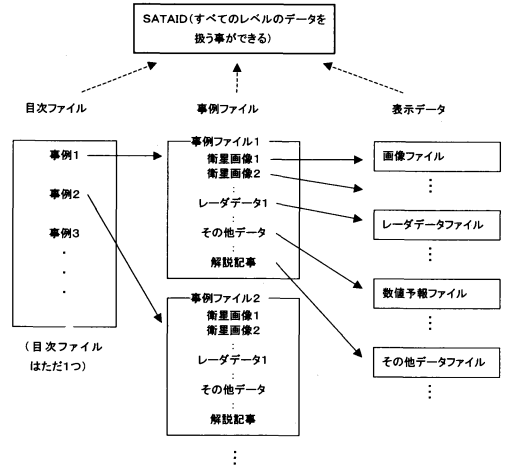 SATAID(すべてのレベルのデータを
扱う事ができる)
目次ファイル
事例ファイル
表示データ
事例1
事例2
事例3
・
・
・
(目次ファイル
はただ1つ)
事例ファイル1
衛星画像1
衛星画像2
:
レーダデータ1
:
その他データ
:
解説記事
事例ファイル2
衛星画像1
衛星画像2
:
レーダデータ1
:
その他データ
:
解説記事
⋮
画像ファイル
⋮
レーダデータファイル
⋮
数値予報ファイル
⋮
その他データファイル
⋮